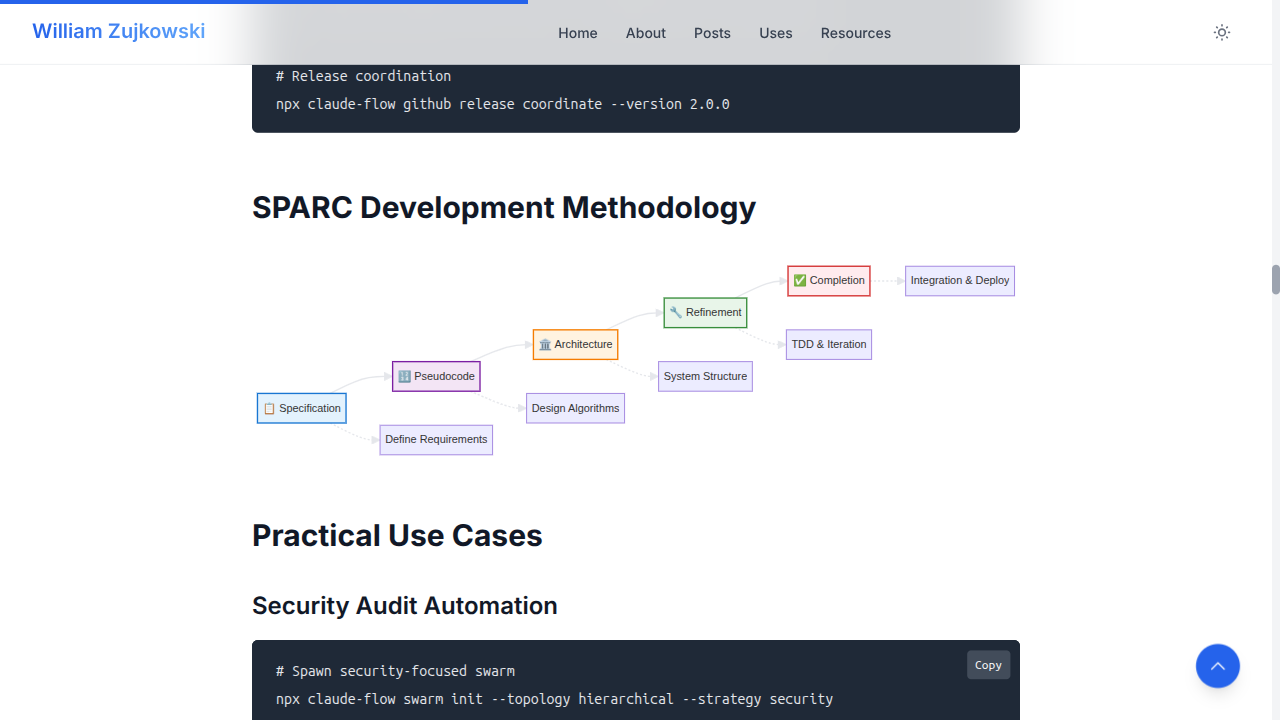 William Zujkowski
Home About Posts Uses Resources
# Release coordination
npx claude-flow github release coordinate --version 2.0.0
SPARC Development Methodology
✅ Completion
Integration & Deploy
🔧 Refinement
🏛️ Architecture
TDD & Iteration
🔢 Pseudocode
System Structure
📋 Specification
Design Algorithms
Define Requirements
Practical Use Cases
Security Audit Automation
Copy
# Spawn security-focused swarm
npx claude-flow swarm init --topology hierarchical --strategy security